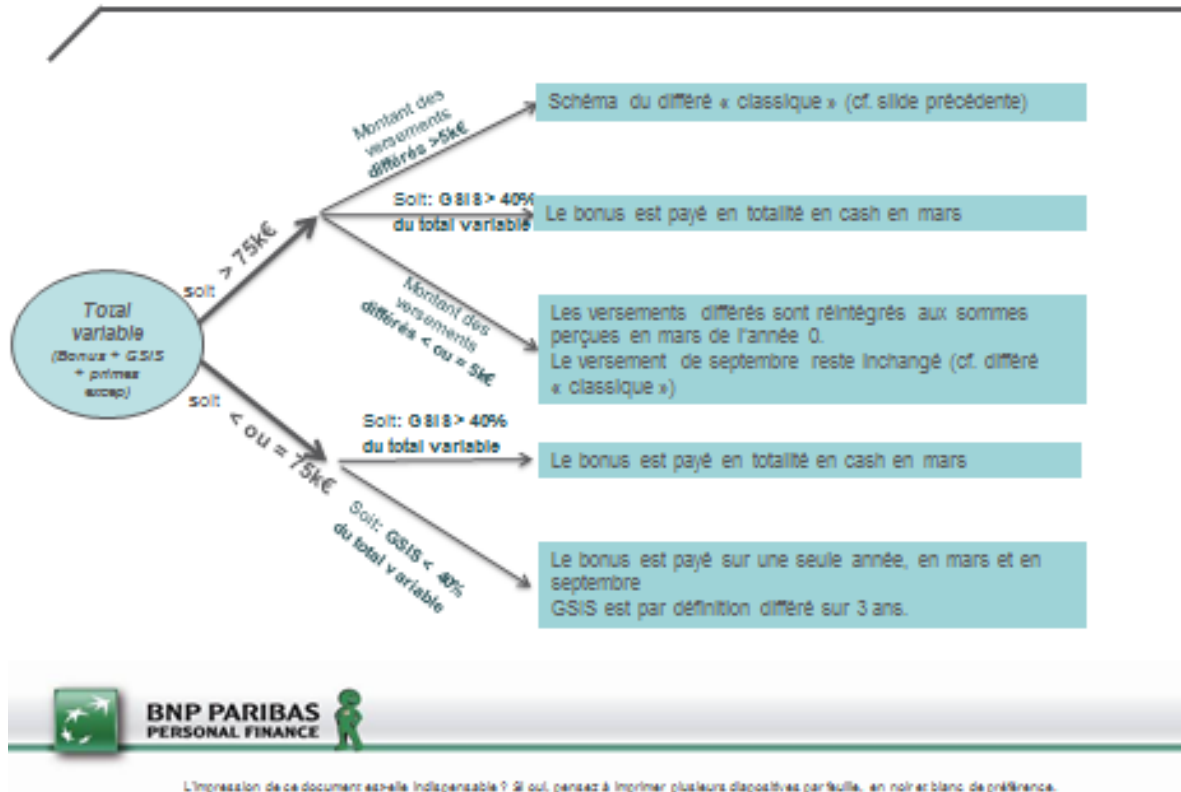 Montant des
versements
différés >5k€
Schéma du différé « classique » (cf. slide précédente)
Soit: GSIS > 40%
du total variable
Le bonus est payé en totalité en cash en mars
soit > 75k€
Montant des
versements
différés < ou = 5k€
Les versements différés sont réintégrés aux sommes
perçues en mars de l'année 0.
Le versement de septembre reste inchangé (cf. différé
« classique »)
Total
variable
(Bonus + GSIS
+ primes
excep)
soit < ou = 75k€
Soit: GSIS > 40%
du total variable
Le bonus est payé en totalité en cash en mars
Soit: GSIS < 40%
du total variable
Le bonus est payé sur une seule année, en mars et en
septembre
GSIS est par définition différé sur 3 ans.
BNP PARIBAS
PERSONAL FINANCE
L'impression de ce document est-elle indispensable ? Si oui, pensez à imprimer plusieurs diapositives par feuille, en noir et blanc de préférence.